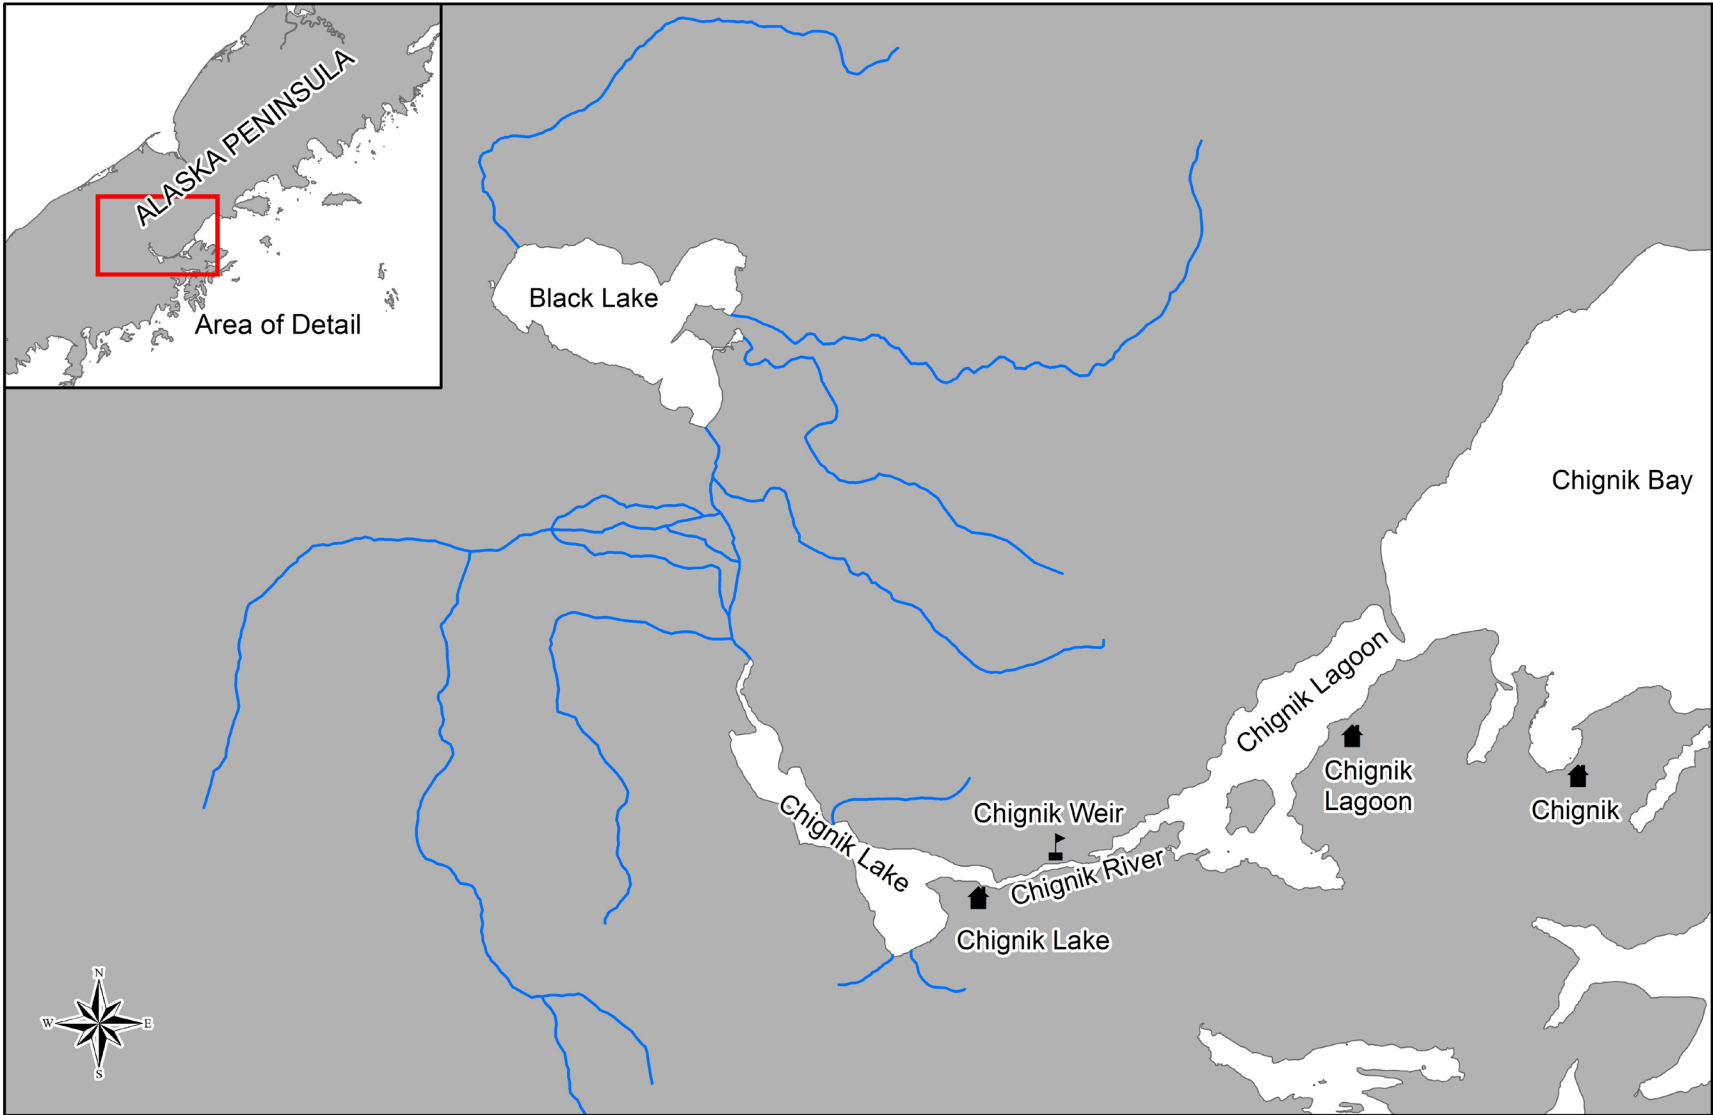 ALASKA PENINSULA
Area of Detail
Black Lake
Chignik Bay
Chignik Lagoon
Chignik
Lagoon
Chignik
Chignik Weir
Chignik River
Chignik Lake
Chignik Lake
N
W
E
S